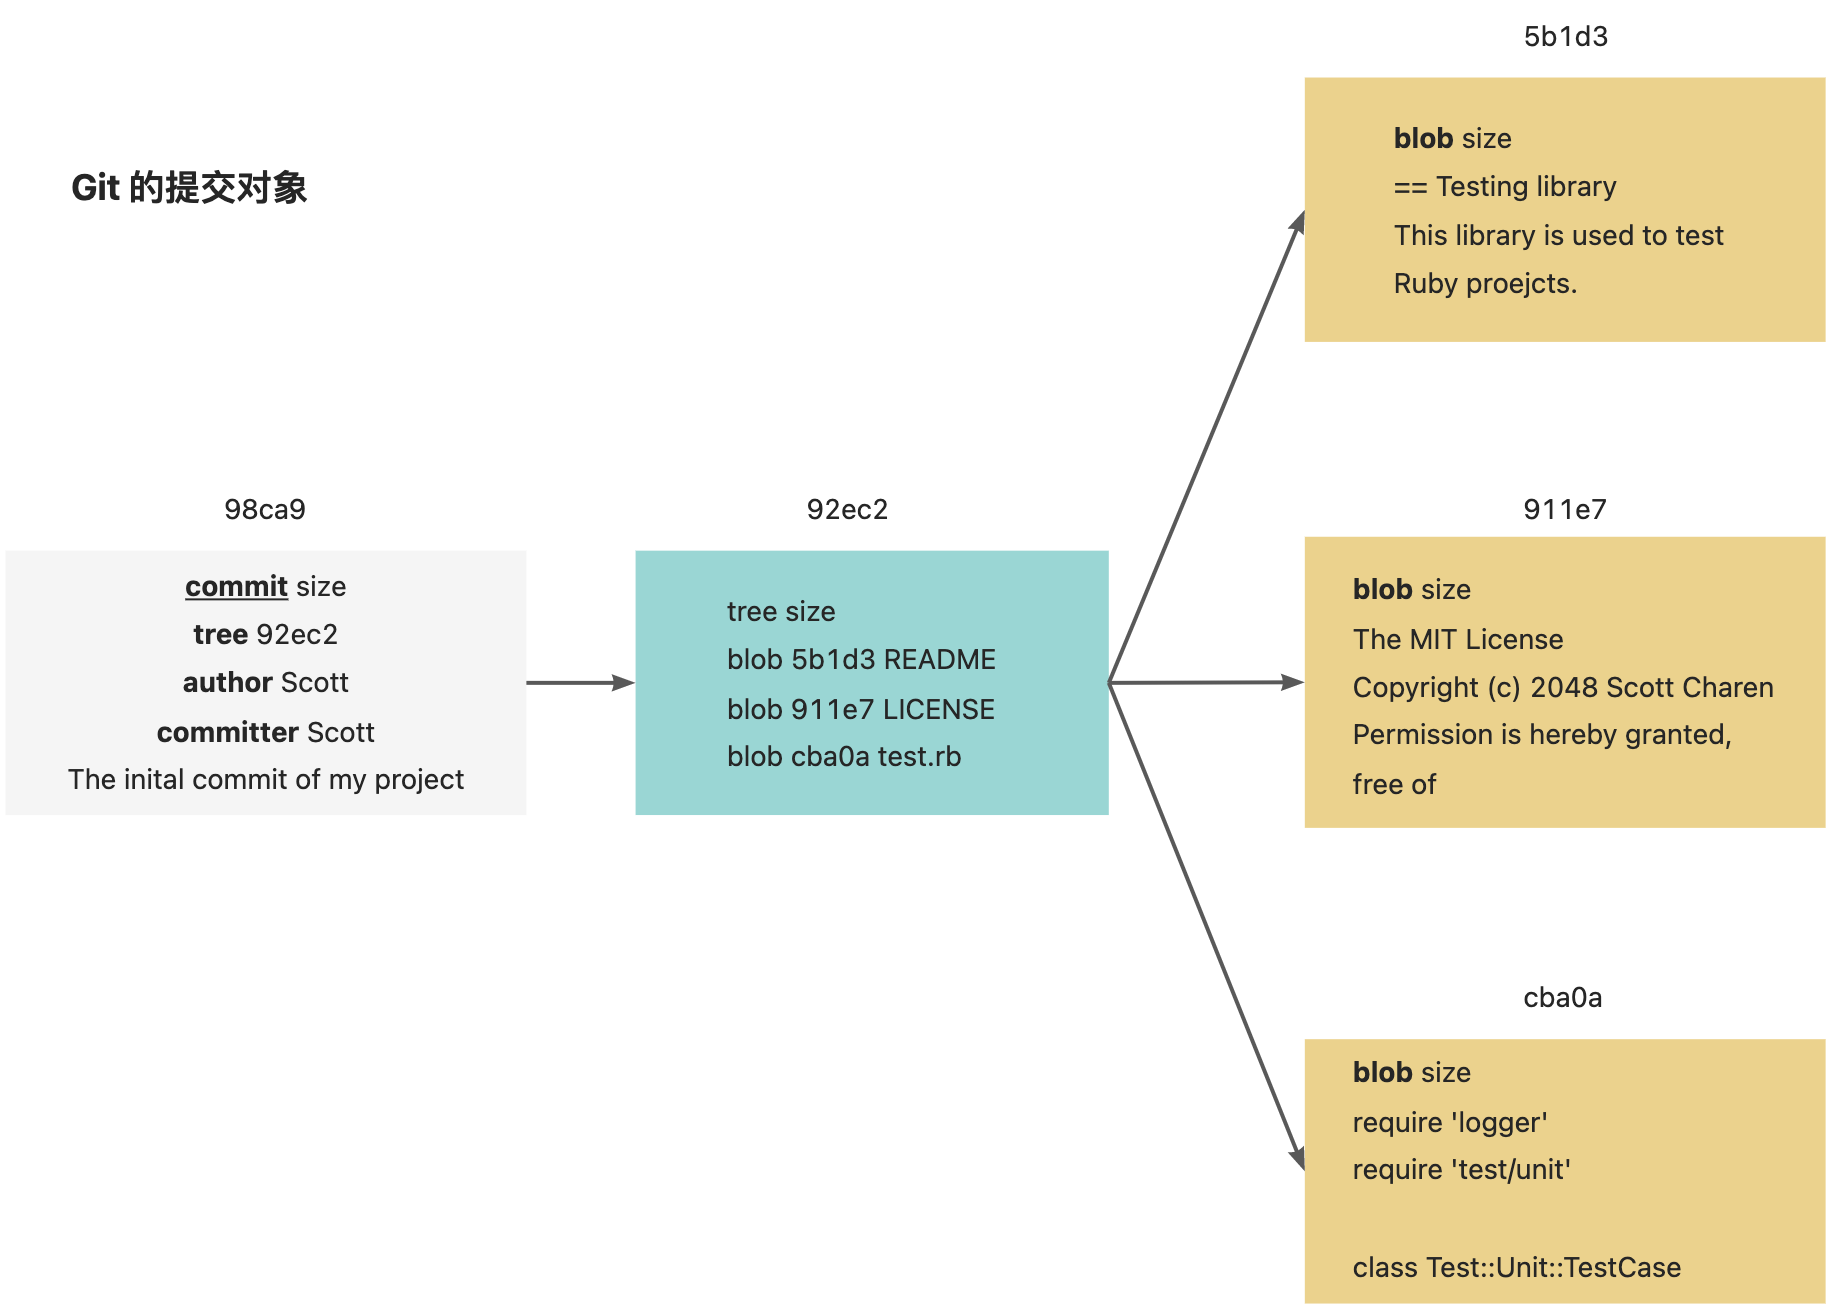 Git 的提交对象
98ca9
commit size
tree 92ec2
author Scott
committer Scott
The inital commit of my project
92ec2
tree size
blob 5b1d3 README
blob 911e7 LICENSE
blob cba0a test.rb
5b1d3
blob size
== Testing library
This library is used to test
Ruby proejcts.
911e7
blob size
The MIT License
Copyright (c) 2048 Scott Charen
Permission is hereby granted,
free of
cba0a
blob size
require 'logger'
require 'test/unit'
class Test::Unit::TestCase